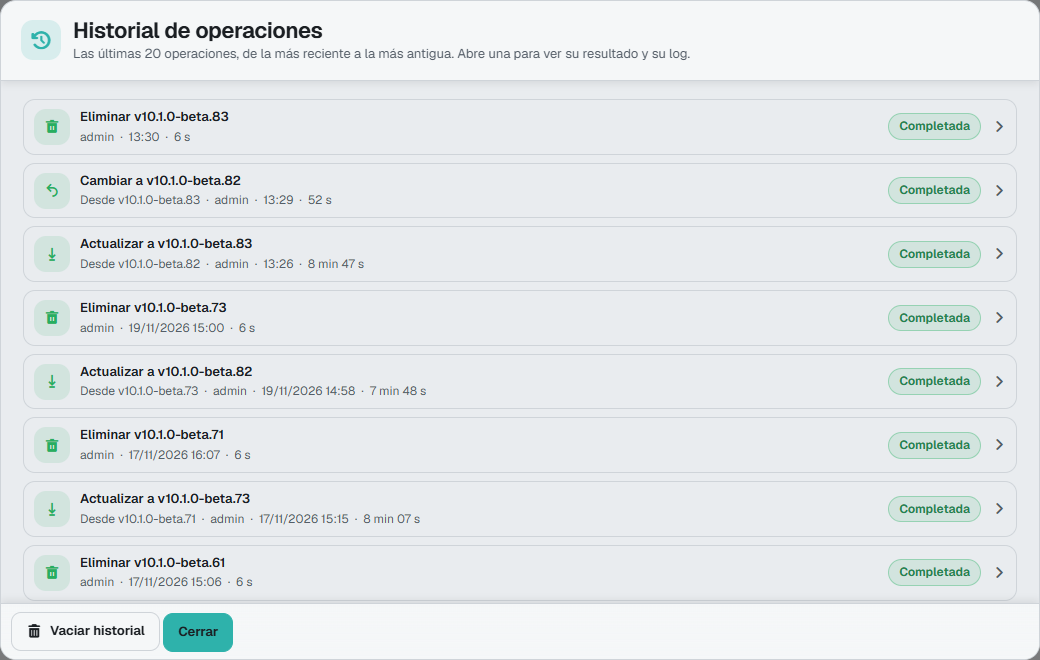 Historial de operaciones
Las últimas 20 operaciones, de la más reciente a la más antigua. Abre una para ver su resultado y su log.
Eliminar v10.1.0-beta.83
admin · 13:30 · 6 s
Completada
Cambiar a v10.1.0-beta.82
Desde v10.1.0-beta.83 · admin · 13:29 · 52 s
Completada
Actualizar a v10.1.0-beta.83
Desde v10.1.0-beta.82 · admin · 13:26 · 8 min 47 s
Completada
Eliminar v10.1.0-beta.73
admin · 19/11/2026 15:00 · 6 s
Completada
Actualizar a v10.1.0-beta.82
Desde v10.1.0-beta.73 · admin · 19/11/2026 14:58 · 7 min 48 s
Completada
Eliminar v10.1.0-beta.71
admin · 17/11/2026 16:07 · 6 s
Completada
Actualizar a v10.1.0-beta.73
Desde v10.1.0-beta.71 · admin · 17/11/2026 15:15 · 8 min 07 s
Completada
Eliminar v10.1.0-beta.61
admin · 17/11/2026 15:06 · 6 s
Completada
Vaciar historial
Cerrar